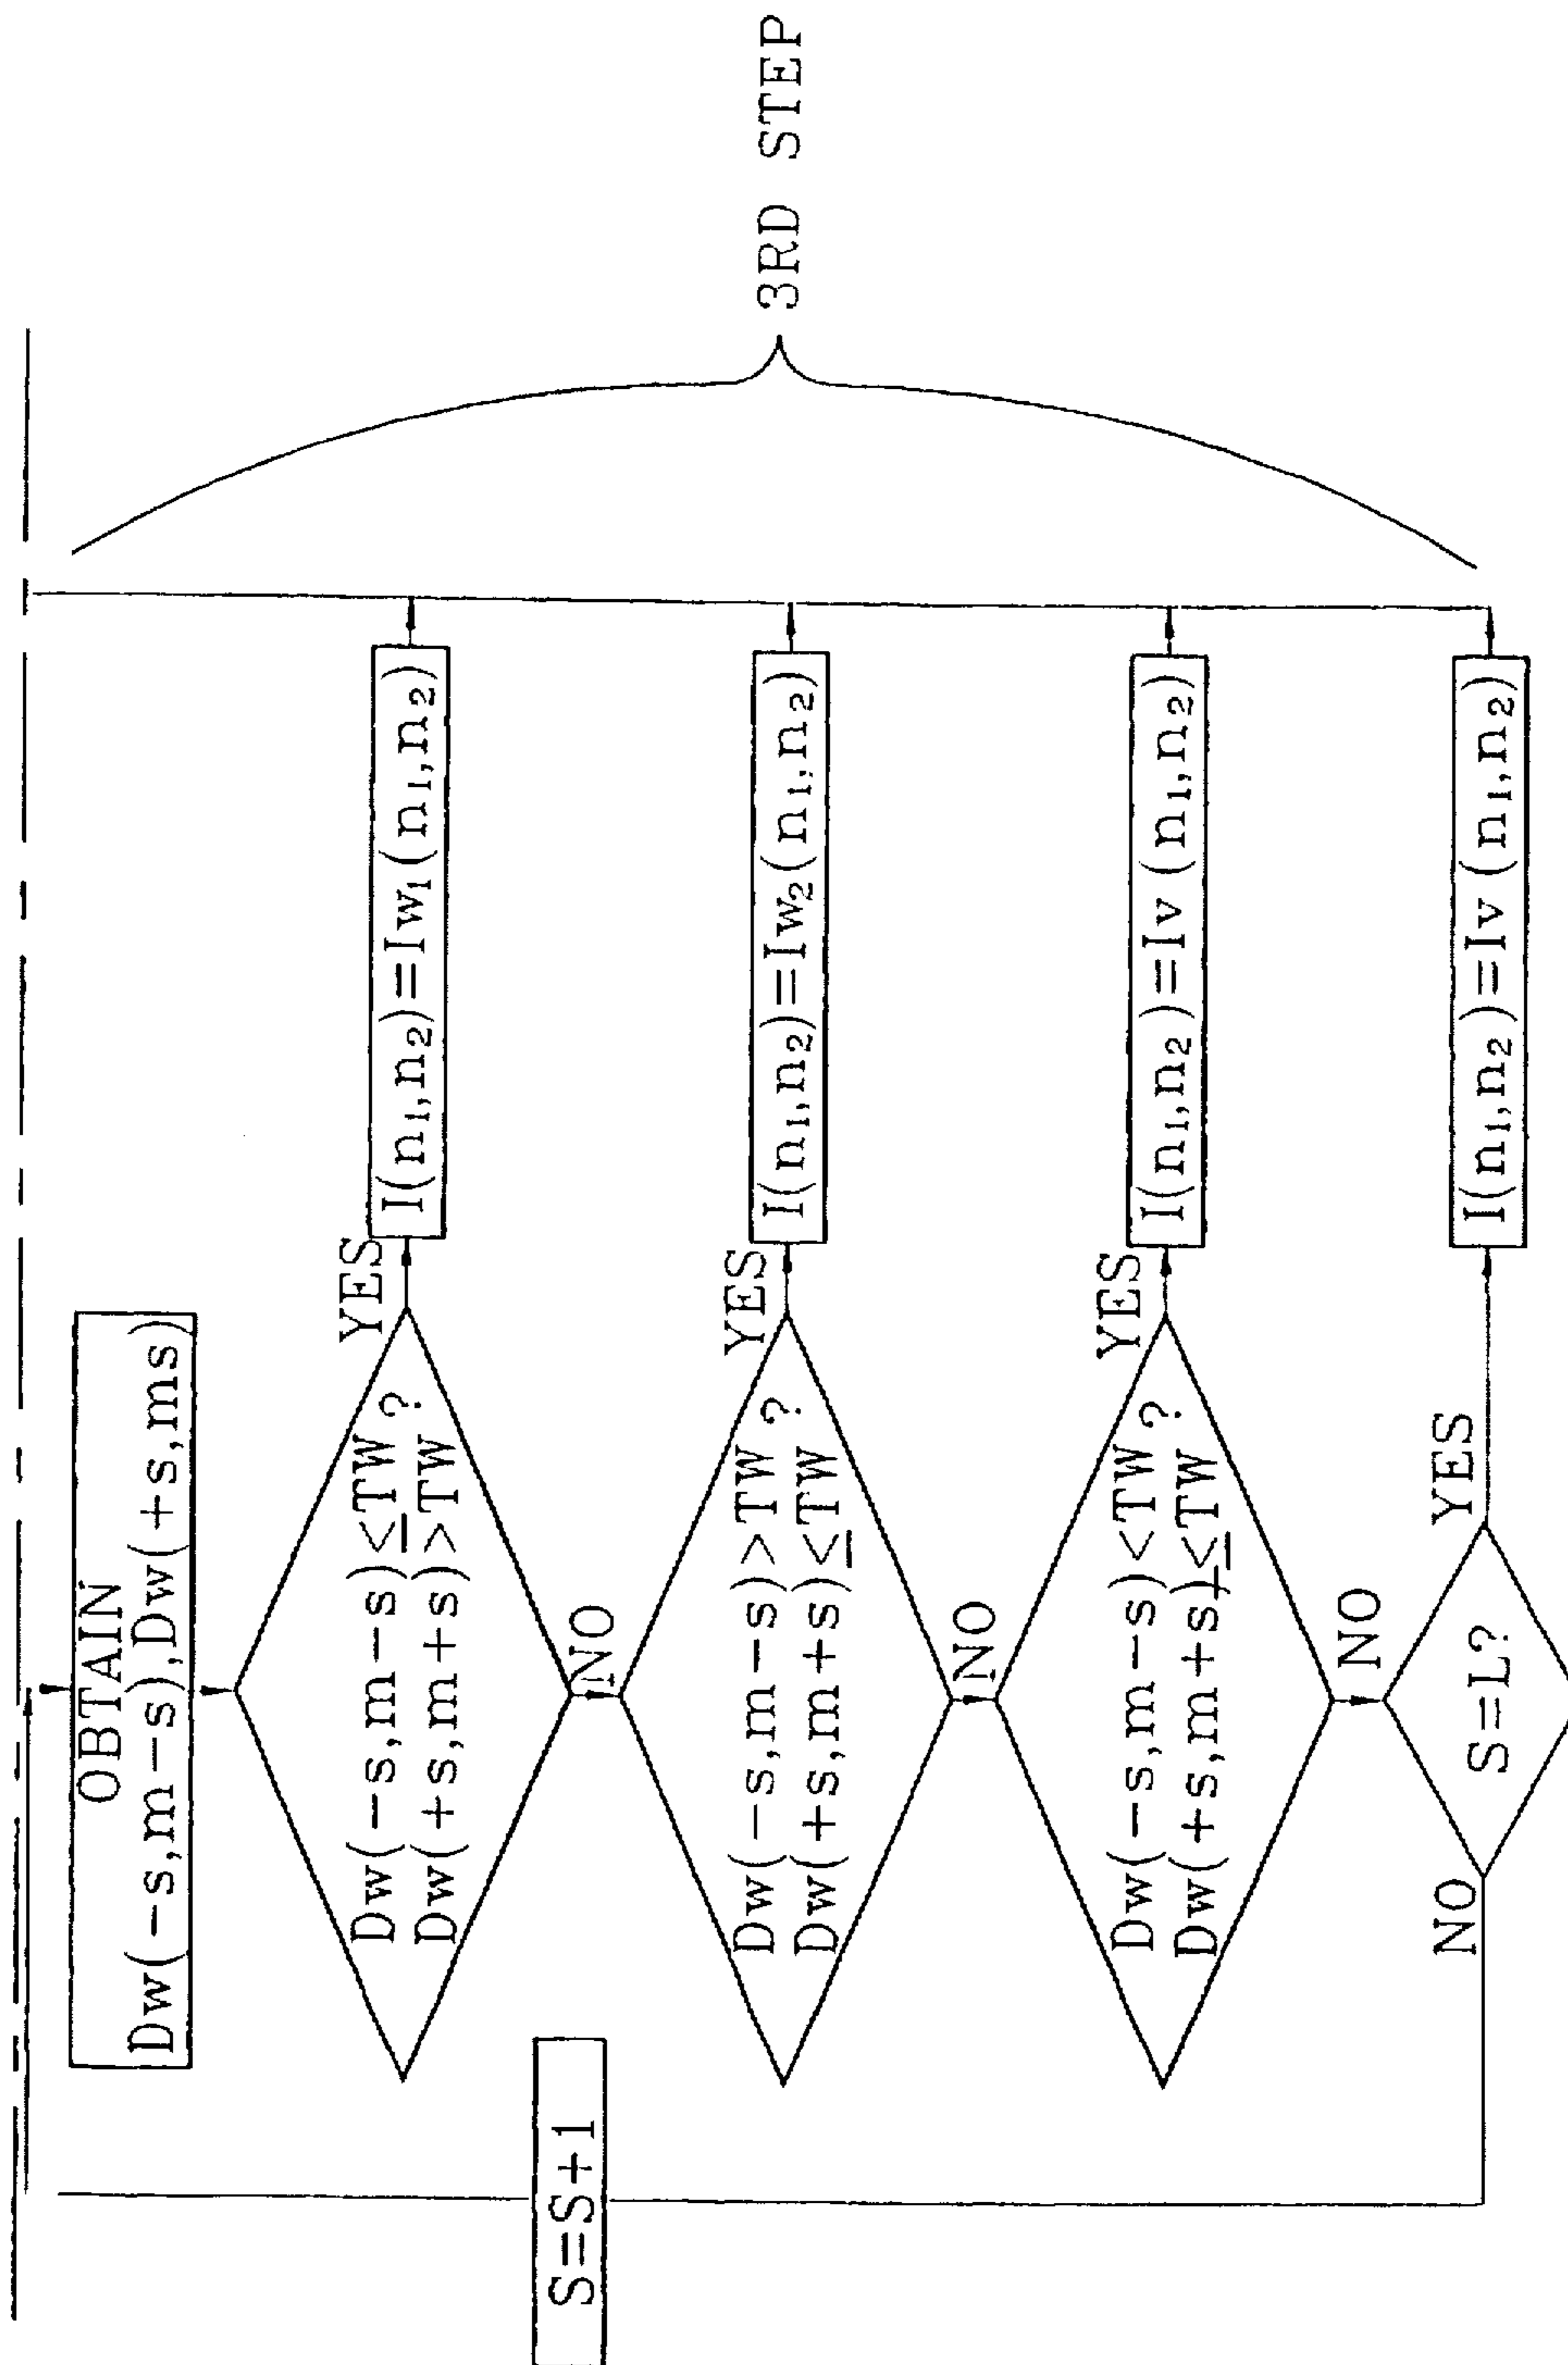 OBTAIN
Dw(−s,m−s),Dw(+s,ms)
Dw(−s,m−s)≤TW ?
Dw(+s,m+s)>TW
YES
I(n₁,n₂)=Iw₁(n₁,n₂)
NO
Dw(−s,m−s)>TW ?
Dw(+s,m+s)≤TW
YES
I(n₁,n₂)=Iw₂(n₁,n₂)
NO
Dw(−s,m−s)<TW ?
Dw(+s,m+s)≤TW
YES
I(n₁,n₂)=Iv(n₁,n₂)
NO
S=L?
YES
I(n₁,n₂)=Iv(n₁,n₂)
NO
S=S+1
3RD STEP